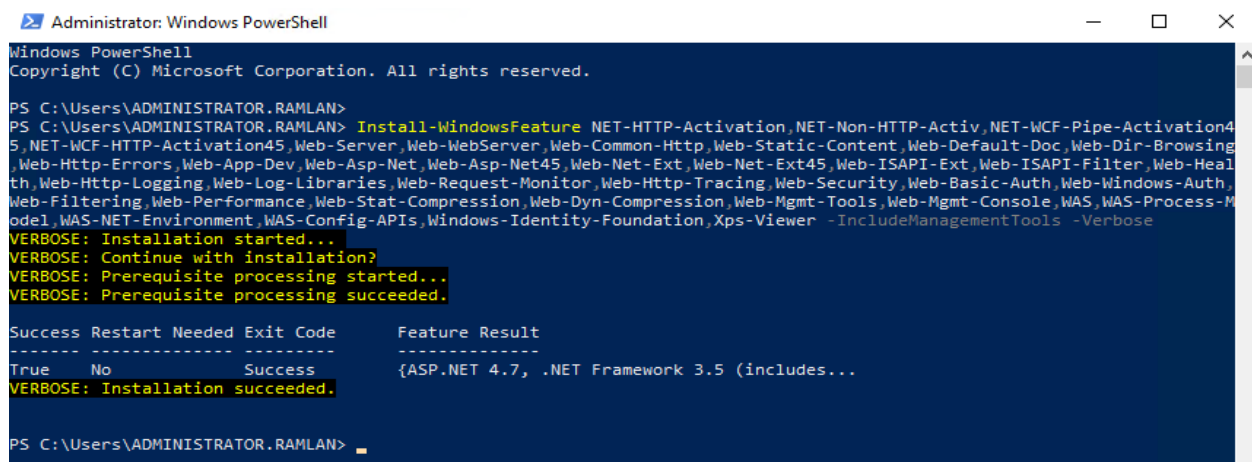 Administrator: Windows PowerShell
Windows PowerShell
Copyright (C) Microsoft Corporation. All rights reserved.
PS C:\Users\ADMINISTRATOR.RAMLAN>
PS C:\Users\ADMINISTRATOR.RAMLAN> Install-WindowsFeature NET-HTTP-Activation,NET-Non-HTTP-Activ,NET-WCF-Pipe-Activation4
5,NET-WCF-HTTP-Activation45,Web-Server,Web-WebServer,Web-Common-Http,Web-Static-Content,Web-Default-Doc,Web-Dir-Browsing
,Web-Http-Errors,Web-App-Dev,Web-Asp-Net,Web-Asp-Net45,Web-Net-Ext,Web-Net-Ext45,Web-ISAPI-Ext,Web-ISAPI-Filter,Web-Heal
th,Web-Http-Logging,Web-Log-Libraries,Web-Request-Monitor,Web-Http-Tracing,Web-Security,Web-Basic-Auth,Web-Windows-Auth,
Web-Filtering,Web-Performance,Web-Stat-Compression,Web-Dyn-Compression,Web-Mgmt-Tools,Web-Mgmt-Console,WAS,WAS-Process-M
odel,WAS-NET-Environment,WAS-Config-APIs,Windows-Identity-Foundation,Xps-Viewer -IncludeManagementTools -Verbose
VERBOSE: Installation started...
VERBOSE: Continue with installation?
VERBOSE: Prerequisite processing started...
VERBOSE: Prerequisite processing succeeded.
Success Restart Needed Exit Code      Feature Result
------- -------------- ---------      --------------
True    No             Success        {ASP.NET 4.7, .NET Framework 3.5 (includes...
VERBOSE: Installation succeeded.
PS C:\Users\ADMINISTRATOR.RAMLAN>